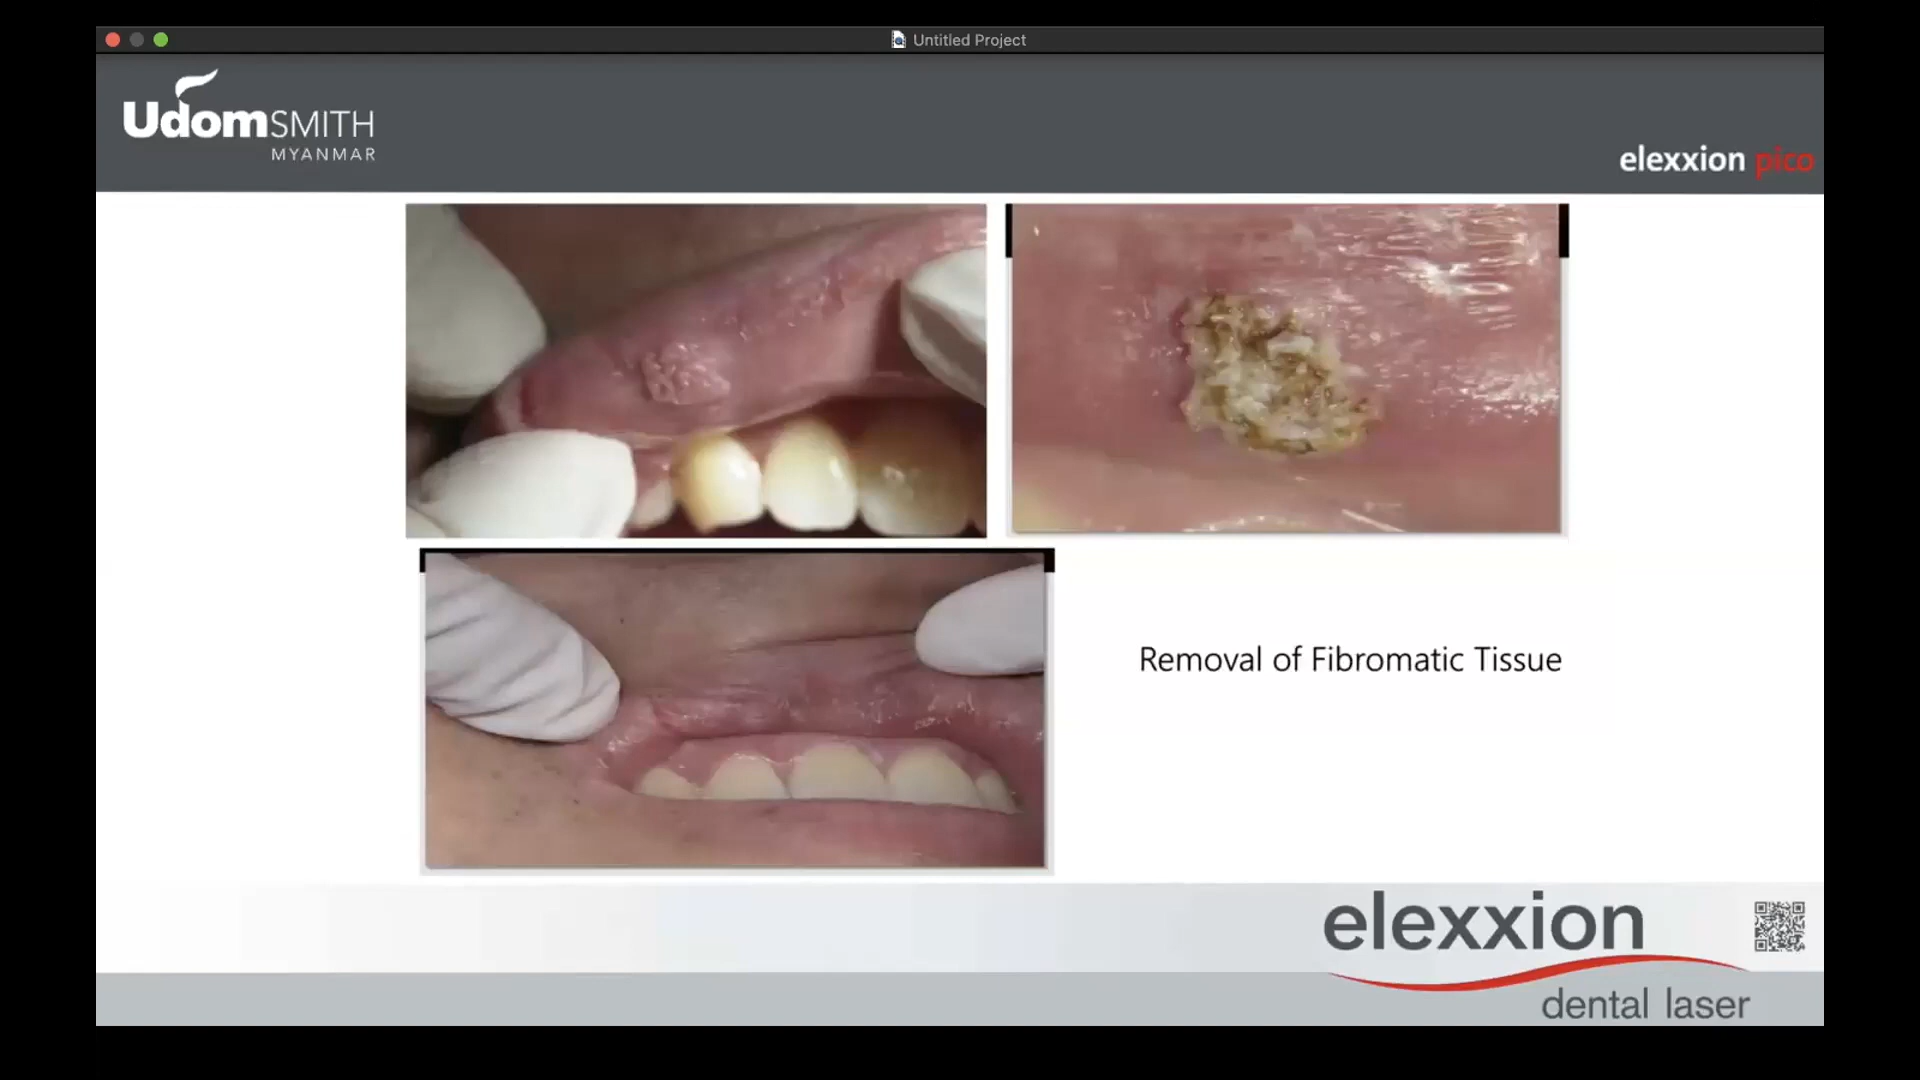 Untitled Project
UdomSMITH
MYANMAR
elexxion pico
Removal of Fibromatic Tissue
elexxion
dental laser